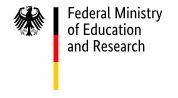 Federal Ministry
of Education
and Research